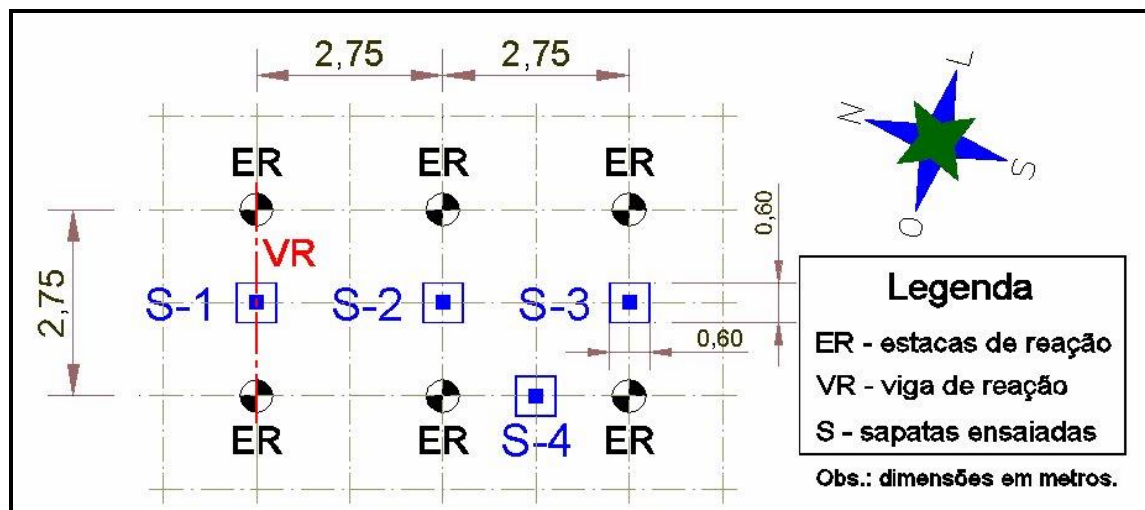 2,75 2,75
ER ER ER
VR
2,75
S-1 S-2 S-3
0,60
0,60
S-4
ER ER ER
N L S O
Legenda
ER - estacas de reação
VR - viga de reação
S - sapatas ensaiadas
Obs.: dimensões em metros.